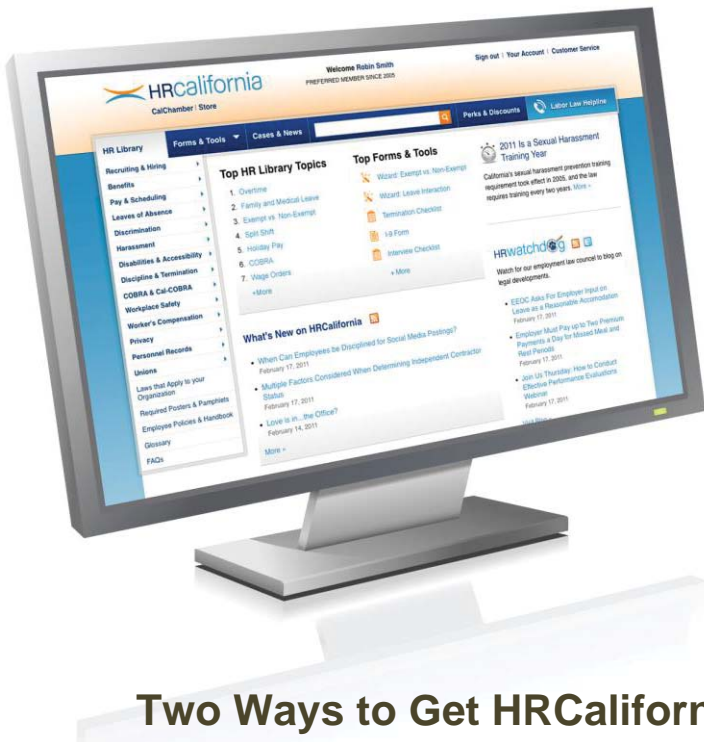 HRcalifornia
CalChamber | Store
Welcome Robin Smith
PREFERRED MEMBER SINCE 2005
Sign out | Your Account | Customer Service
HR Library
Forms & Tools
Cases & News
Perks & Discounts
Labor Law Helpline
Recruiting & Hiring
Benefits
Pay & Scheduling
Leaves of Absence
Discrimination
Harassment
Disabilities & Accessibility
Discipline & Termination
COBRA & Cal-COBRA
Workplace Safety
Worker's Compensation
Privacy
Personnel Records
Unions
Laws that Apply to your
Organization
Required Posters & Pamphlets
Employee Policies & Handbook
Glossary
FAQs
Top HR Library Topics
1. Overtime
2. Family and Medical Leave
3. Exempt vs. Non-Exempt
4. Split Shift
5. Holiday Pay
6. COBRA
7. Wage Orders
+More
Top Forms & Tools
Wizard: Exempt vs. Non-Exempt
Wizard: Leave Interaction
Termination Checklist
I-9 Form
Interview Checklist
+ More
What's New on HRCalifornia
• When Can Employees be Disciplined for Social Media Postings?
February 17, 2011
• Multiple Factors Considered When Determining Independent Contractor
Status
February 17, 2011
• Love is in...the Office?
February 14, 2011
More »
2011 Is a Sexual Harassment
Training Year
California's sexual harassment prevention training
requirement took effect in 2005, and the law
requires training every two years. More »
HRwatchdog
Watch for our employment law councel to blog on
legal developments.
• EEOC Asks For Employer Input on
Leave as a Reasonable Accomodation
February 17, 2011
• Employer Must Pay up to Two Premium
Payments a Day for Missed Meal and
Rest Periods
February 17, 2011
• Join Us Thursday: How to Conduct
Effective Performance Evaluations
Webinar
February 17, 2011
Two Ways to Get HRCaliforn